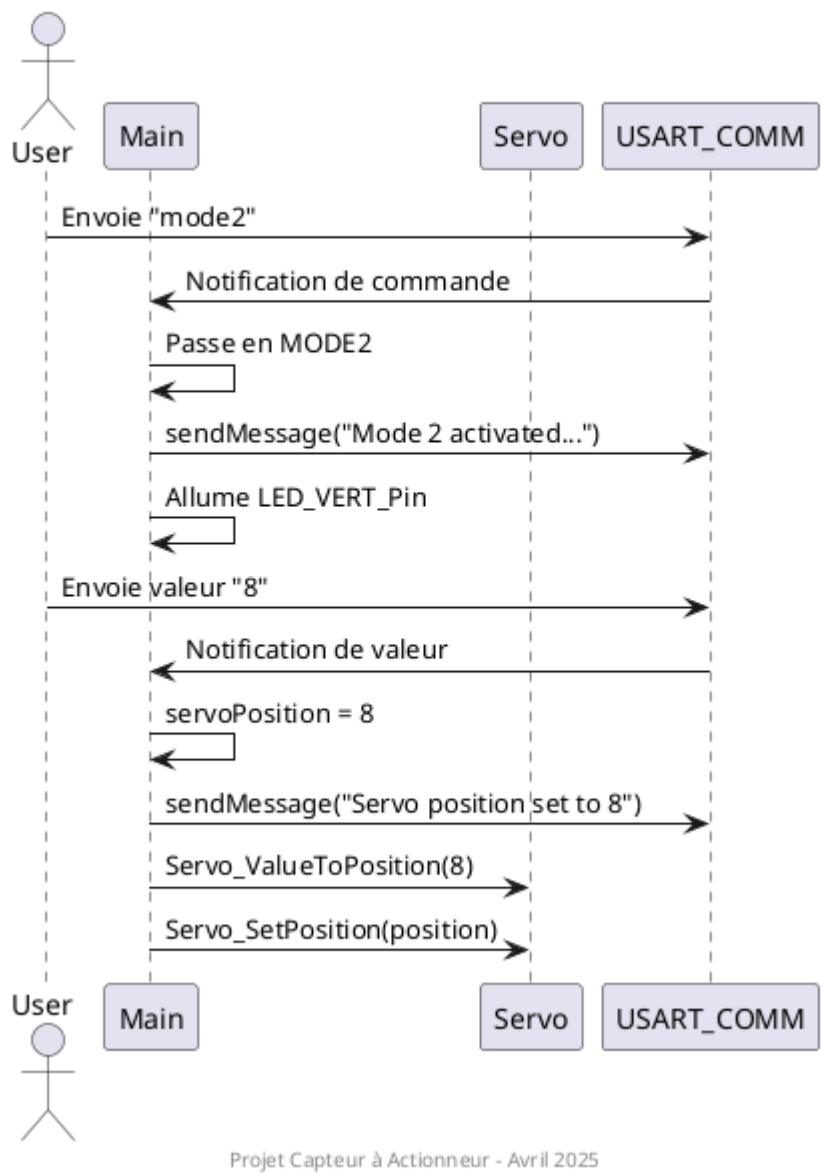 User
Main
Servo
USART_COMM
Envoie "mode2"
Notification de commande
Passe en MODE2
sendMessage("Mode 2 activated...")
Allume LED_VERT_Pin
Envoie valeur "8"
Notification de valeur
servoPosition = 8
sendMessage("Servo position set to 8")
Servo_ValueToPosition(8)
Servo_SetPosition(position)
User
Main
Servo
USART_COMM
Projet Capteur à Actionneur - Avril 2025